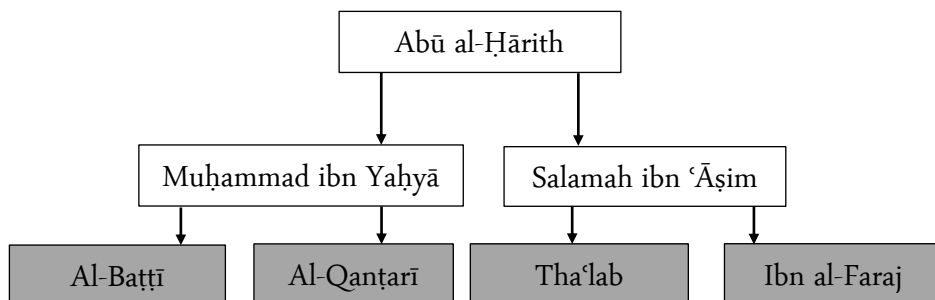 Abū al-Ḥārith
Muḥammad ibn Yaḥyā
Salamah ibn ʿĀṣim
Al-Baṭṭī
Al-Qanṭarī
Thaʿlab
Ibn al-Faraj